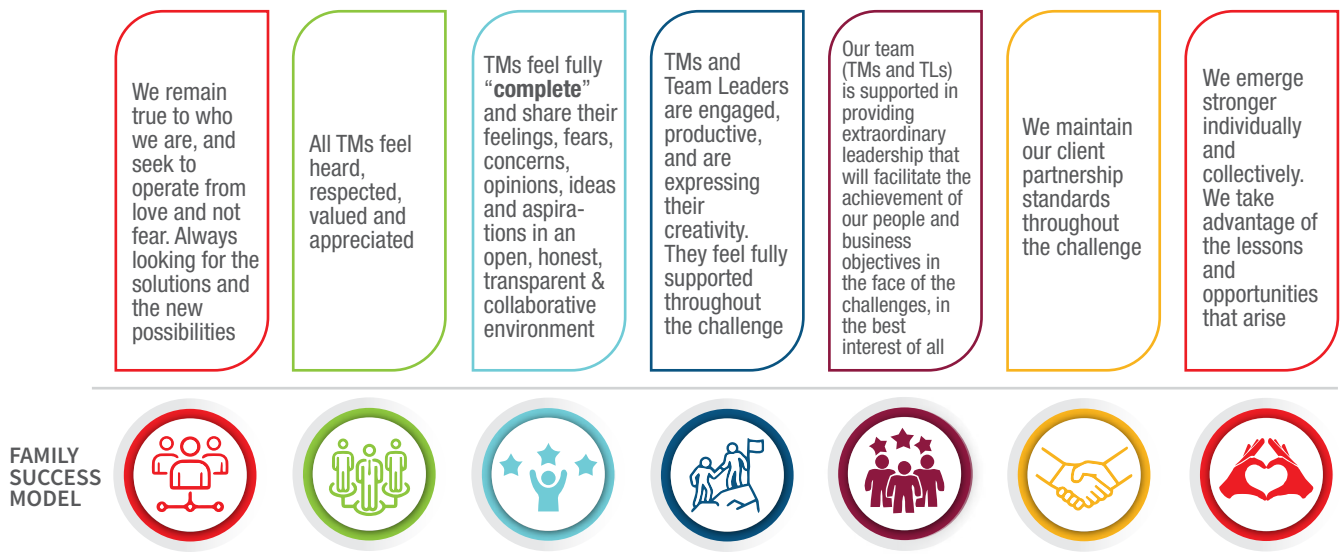 We remain
true to who
we are, and
seek to
operate from
love and not
fear. Always
looking for the
solutions and
the new
possibilities
All TMs feel
heard,
respected,
valued and
appreciated
TMs feel fully
“complete”
and share their
feelings, fears,
concerns,
opinions, ideas
and aspira-
tions in an
open, honest,
transparent &
collaborative
environment
TMs and
Team Leaders
are engaged,
productive,
and are
expressing
their
creativity.
They feel fully
supported
throughout
the challenge
Our team
(TMs and TLs)
is supported in
providing
extraordinary
leadership that
will facilitate the
achievement of
our people and
business
objectives in
the face of the
challenges, in
the best
interest of all
We maintain
our client
partnership
standards
throughout
the challenge
We emerge
stronger
individually
and
collectively.
We take
advantage of
the lessons
and
opportunities
that arise
FAMILY
SUCCESS
MODEL